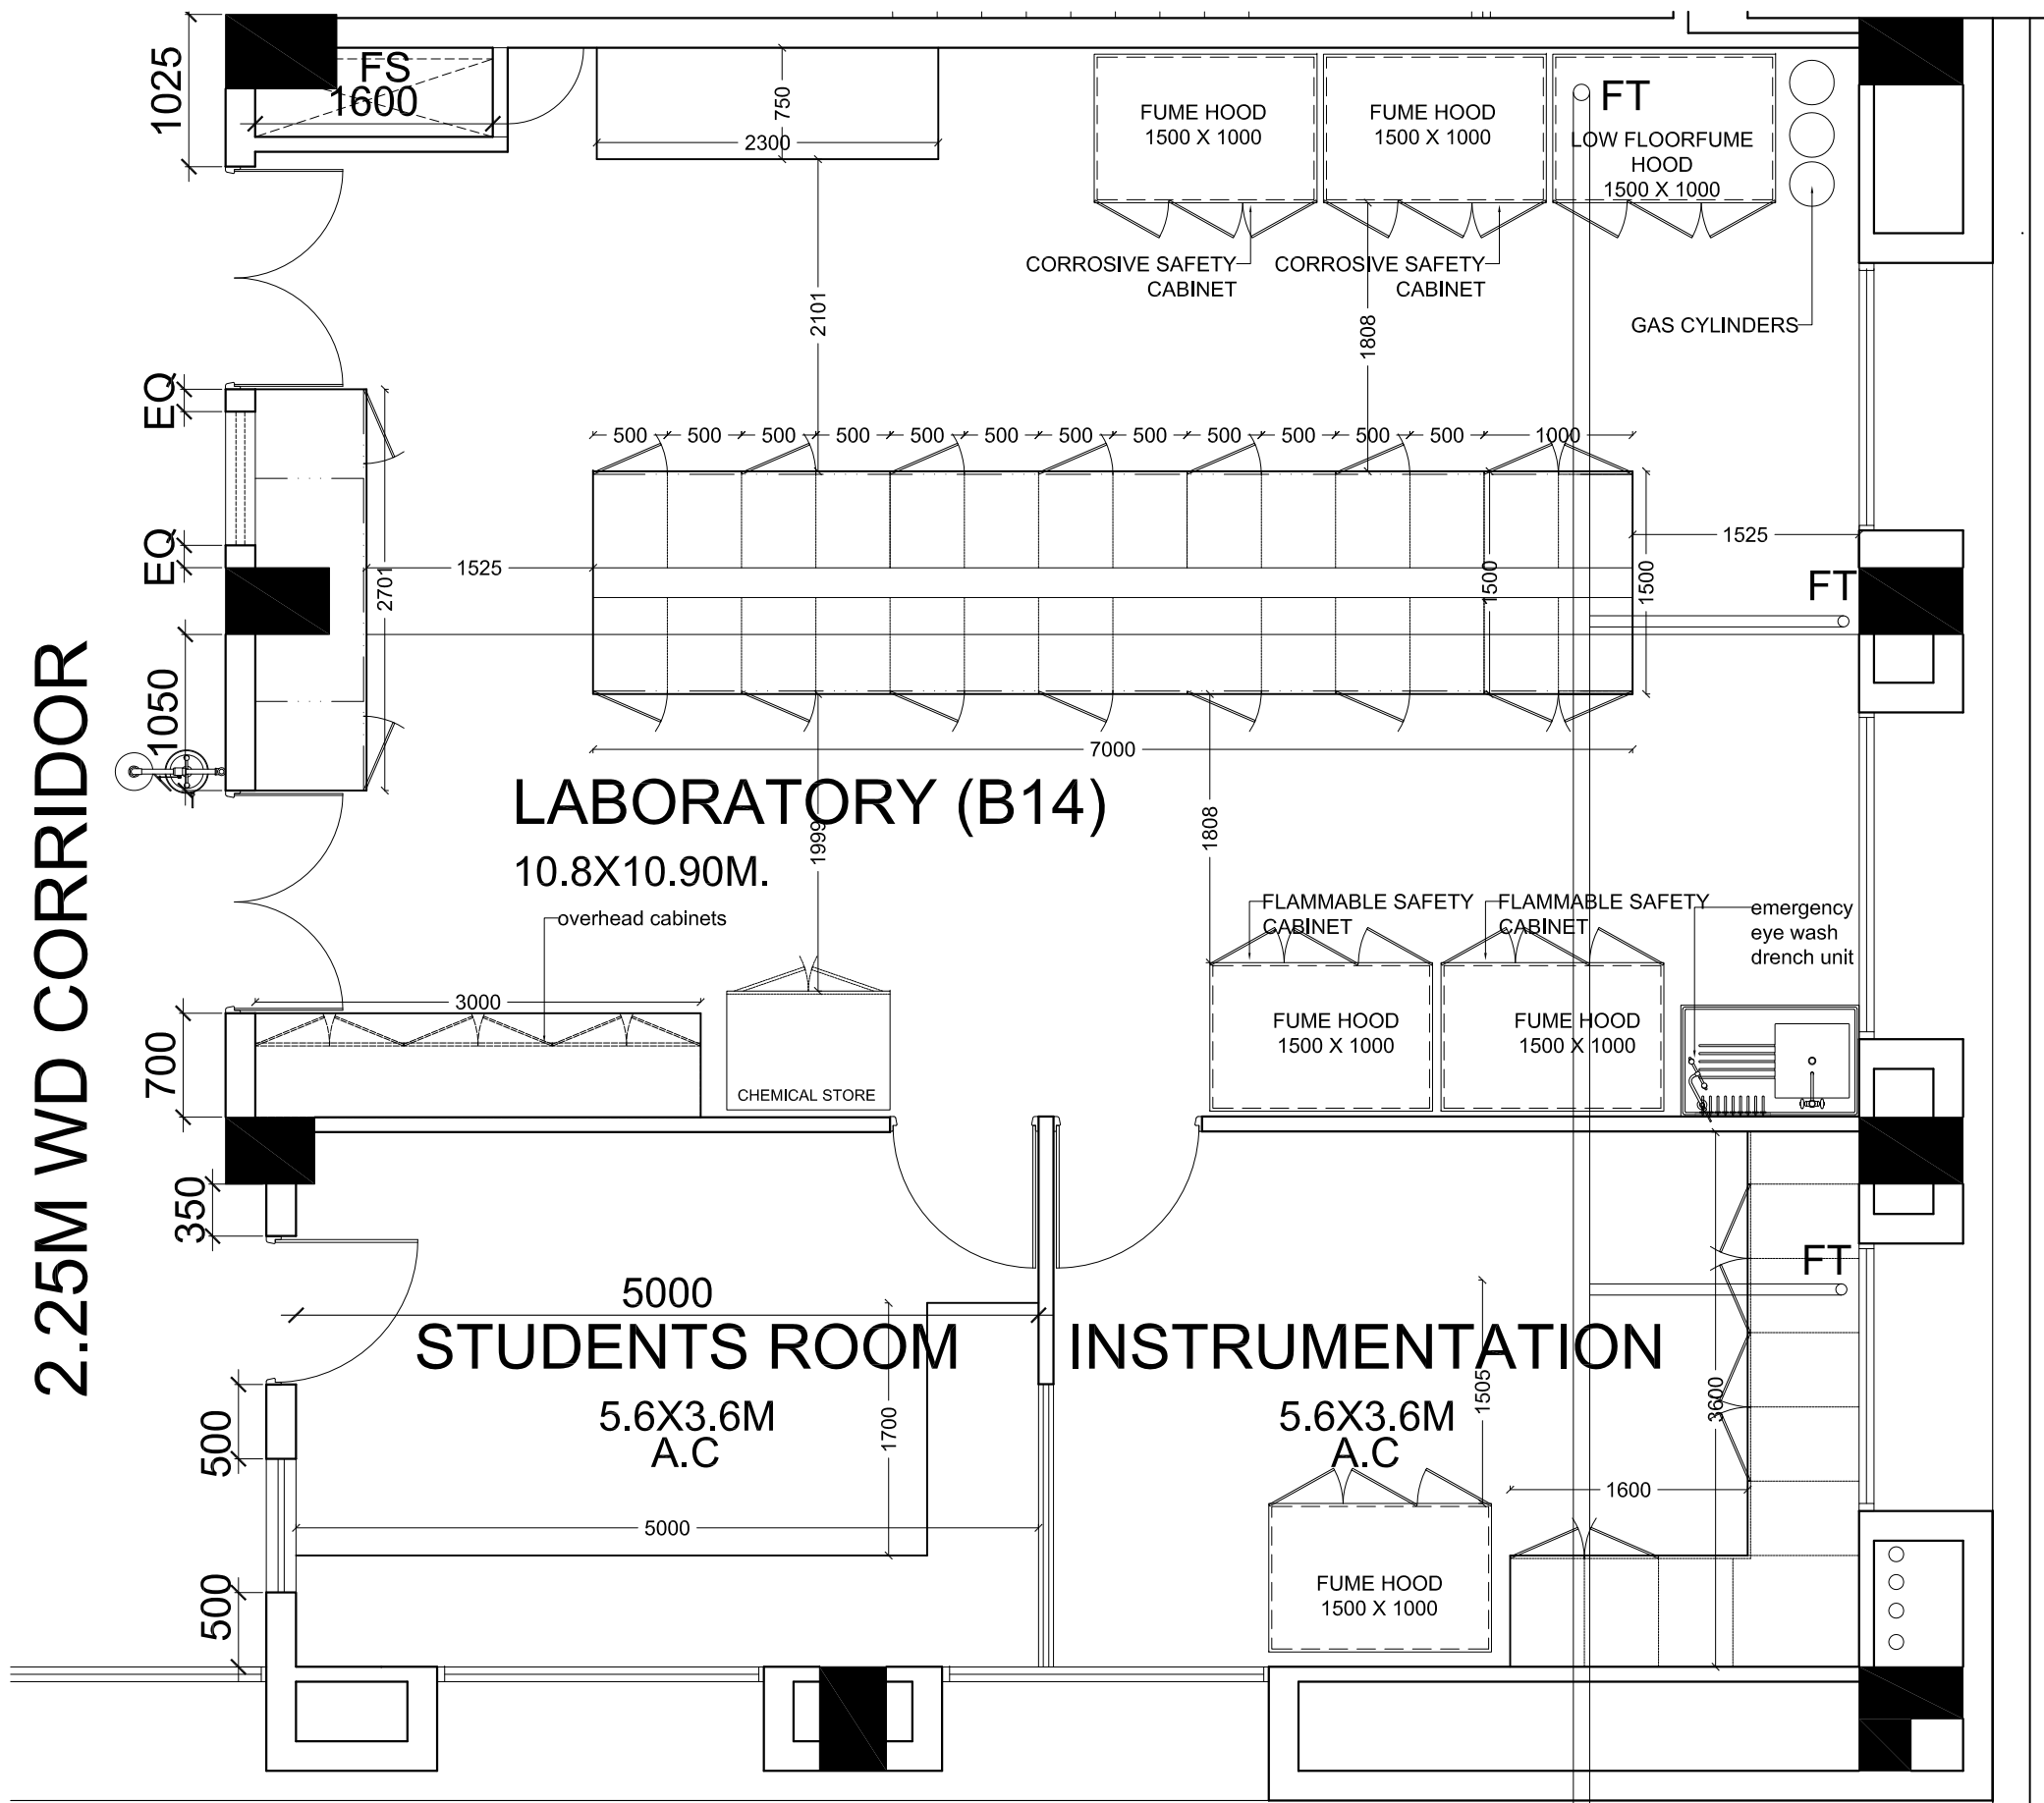 1025
FS
1600
750
2300
FUME HOOD
1500 X 1000
FUME HOOD
1500 X 1000
FT
LOW FLOORFUME
HOOD
1500 X 1000
CORROSIVE SAFETY
CABINET
CORROSIVE SAFETY
CABINET
GAS CYLINDERS
2101
1808
EQ
EQ
500 500 500 500 500 500 500 500 500 500 500 500 1000
1525
2701
1500
1500
1525
FT
1050
7000
2.25M WD CORRIDOR
LABORATORY (B14)
10.8X10.90M.
1999
1808
overhead cabinets
FLAMMABLE SAFETY
CABINET
FLAMMABLE SAFETY
CABINET
emergency
eye wash
drench unit
700
3000
CHEMICAL STORE
FUME HOOD
1500 X 1000
FUME HOOD
1500 X 1000
350
5000
STUDENTS ROOM
5.6X3.6M
A.C
1700
5000
500
500
INSTRUMENTATION
5.6X3.6M
A.C
1505
3600
FT
1600
FUME HOOD
1500 X 1000